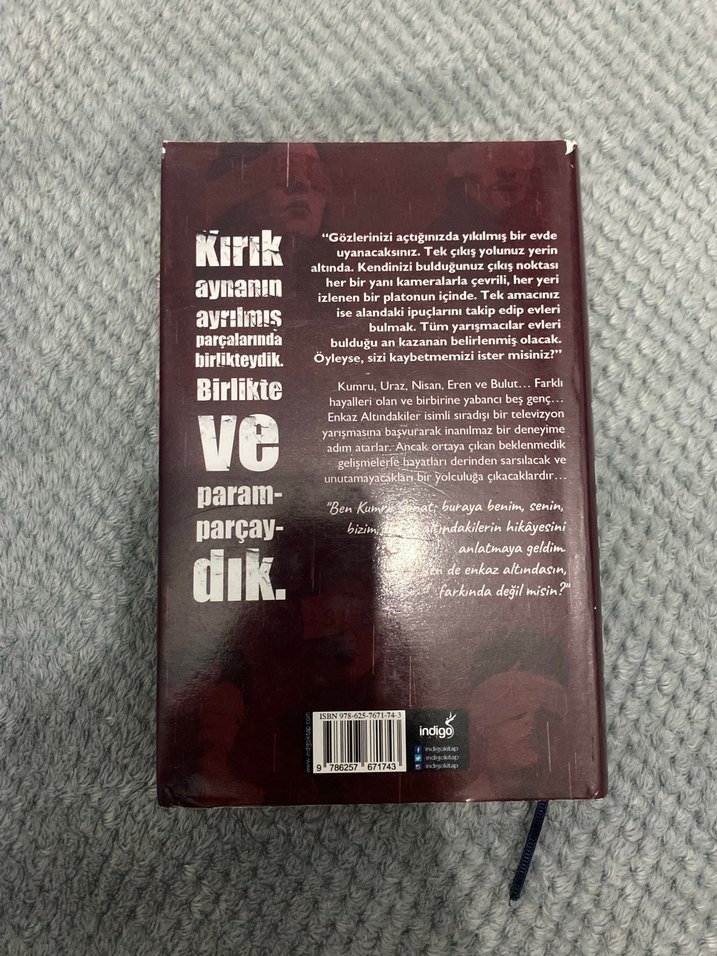 Kırık
aynanın
ayrılmış
parçalarında
birlikteydik.
Birlikte
ve
param-
parçay-
dık.
“Gözlerinizi açtığınızda yıkılmış bir evde
uyanacaksınız. Tek çıkış yolunuz yerin
altında. Kendinizi bulduğunuz çıkış noktası
her bir yanı kameralarla çevrili, her yeri
izlenen bir platonun içinde. Tek amacınız
ise alandaki ipuçlarını takip edip evleri
bulmak. Tüm yarışmacılar evleri
bulduğu an kazanan belirlenmiş olacak.
Öyleyse, sizi kaybetmemizi ister misiniz?”
Kumru, Uraz, Nisan, Eren ve Bulut… Farklı
hayalleri olan ve birbirine yabancı beş genç…
Enkaz Altındakiler isimli sıradışı bir televizyon
yarışmasına başvurarak inanılmaz bir deneyime
adım atarlar. Ancak ortaya çıkan beklenmedik
gelişmelerle hayatları derinden sarsılacak ve
unutamayacakları bir yolculuğa çıkacaklardır…
"Ben Kumru buraya benim, senin,
bizim, altındakilerin hikâyesini
anlatmaya geldim.
de enkaz altındasın,
farkında değil misin?"
www.indigokitap.com
ISBN 978-625-7671-74-3
9 786257 671743
indigo
indigokitap
indigokitap
indigokitap